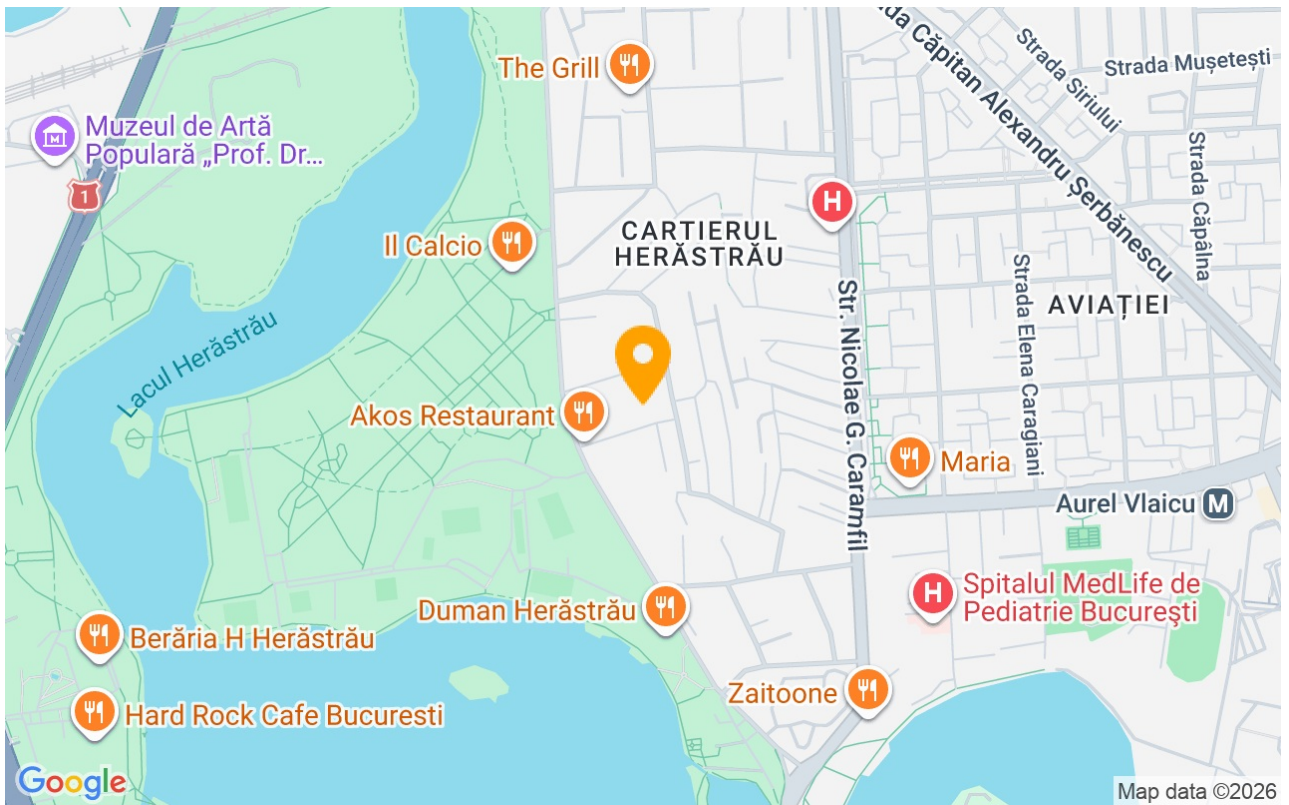 The Grill
da Căpitan Alexandru Șerbănescu
Strada Siriului
Strada Mușetești
Muzeul de Artă
Populară „Prof. Dr...
1
H
Strada Căpâlna
Il Calcio
CARTIERUL
HERĂSTRĂU
Strada Elena Caragiani
AVIAȚIEI
Str. Nicolae G. Caramfil
Lacul Herăstrău
Akos Restaurant
Maria
Aurel Vlaicu M
H
Spitalul MedLife de
Pediatrie Bucureşti
Duman Herăstrău
Berăria H Herăstrău
Zaitoone
Hard Rock Cafe Bucuresti
Google
Map data ©2026